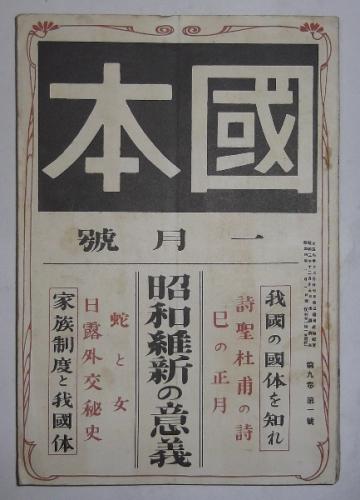 國本
一月號
第九卷 第一號
我國の國体を知れ
詩聖杜甫の詩
巳の正月
昭和維新の意義
蛇と女
日露外交秘史
家族制度と我國体